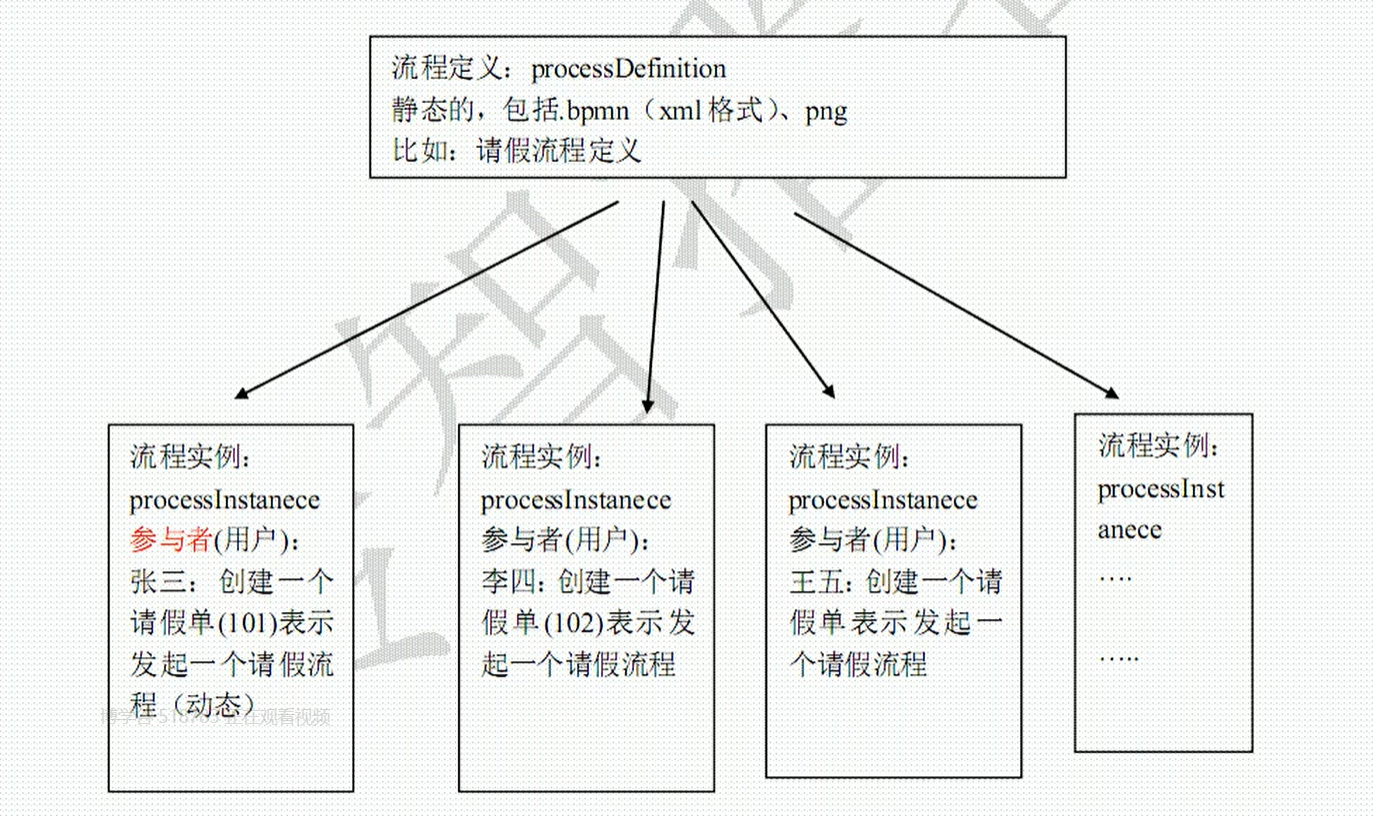 流程定义：processDefinition
静态的，包括.bpmn（xml 格式）、png
比如：请假流程定义
流程实例：
processInstanece
参与者(用户)：
张三：创建一个
请假单(101)表示
发起一个请假流
程（动态）
流程实例：
processInstanece
参与者(用户)：
李四：创建一个请
假单(102)表示发
起一个请假流程
流程实例：
processInstanece
参与者(用户)：
王五：创建一个请
假单表示发起一
个请假流程
流程实例：
processInst
anece
….
…..
正在观看视频